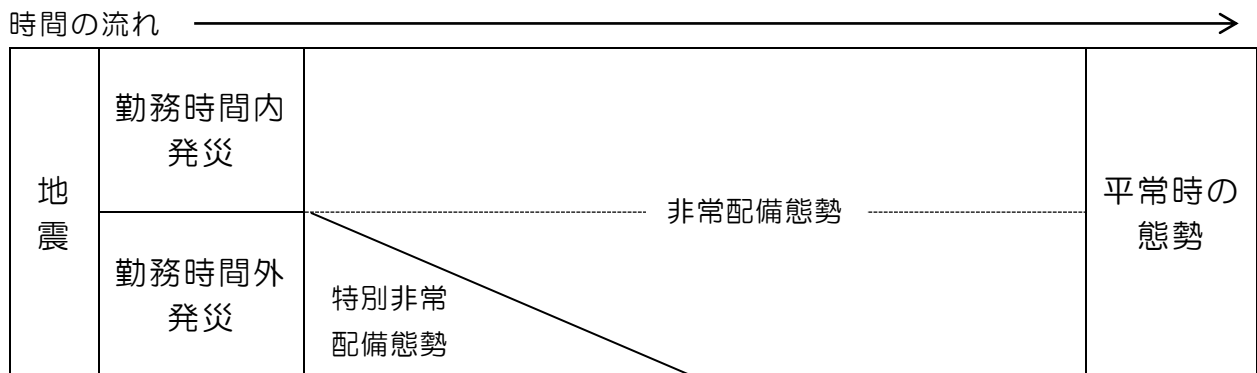 時間の流れ
地
震
勤務時間内
発災
勤務時間外
発災
非常配備態勢
特別非常
配備態勢
平常時の
態勢